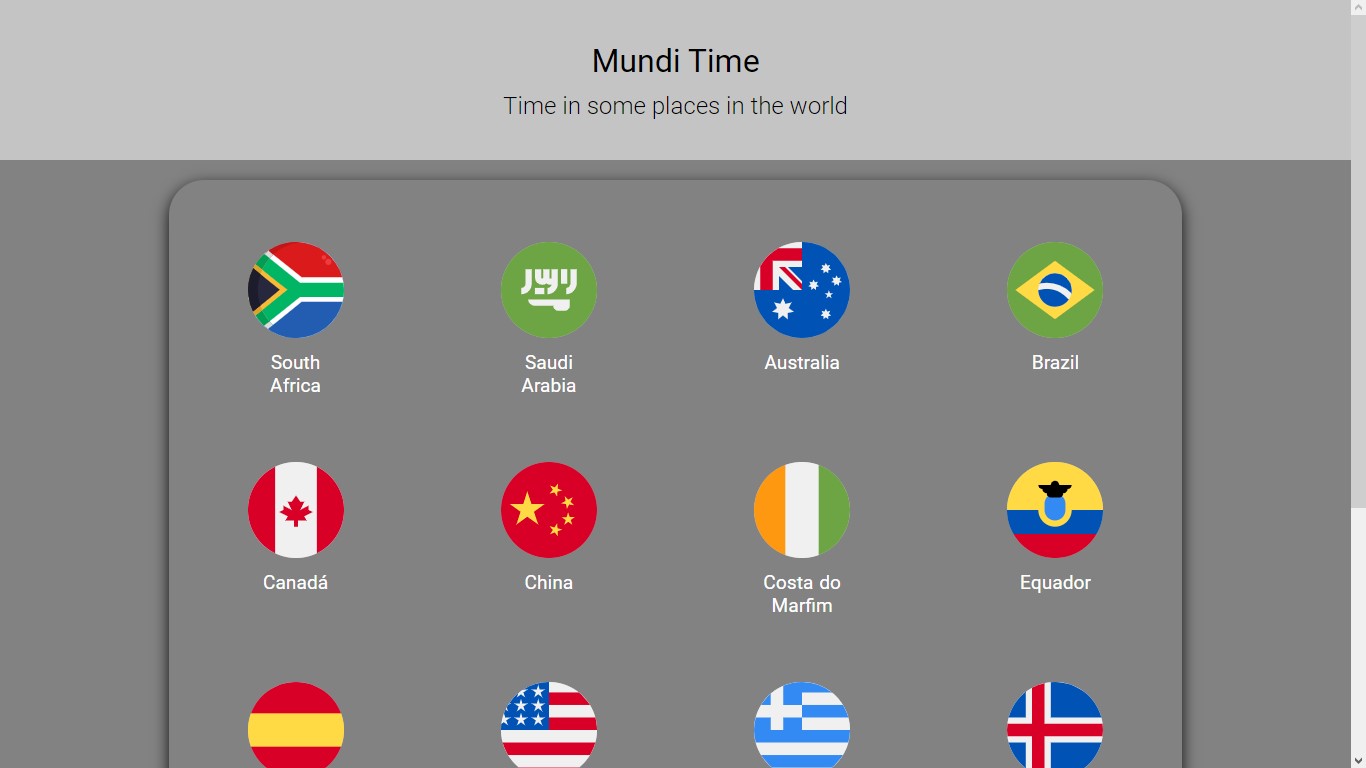 Mundi Time
Time in some places in the world
South
Africa
Saudi
Arabia
Australia
Brazil
Canadá
China
Costa do
Marfim
Equador